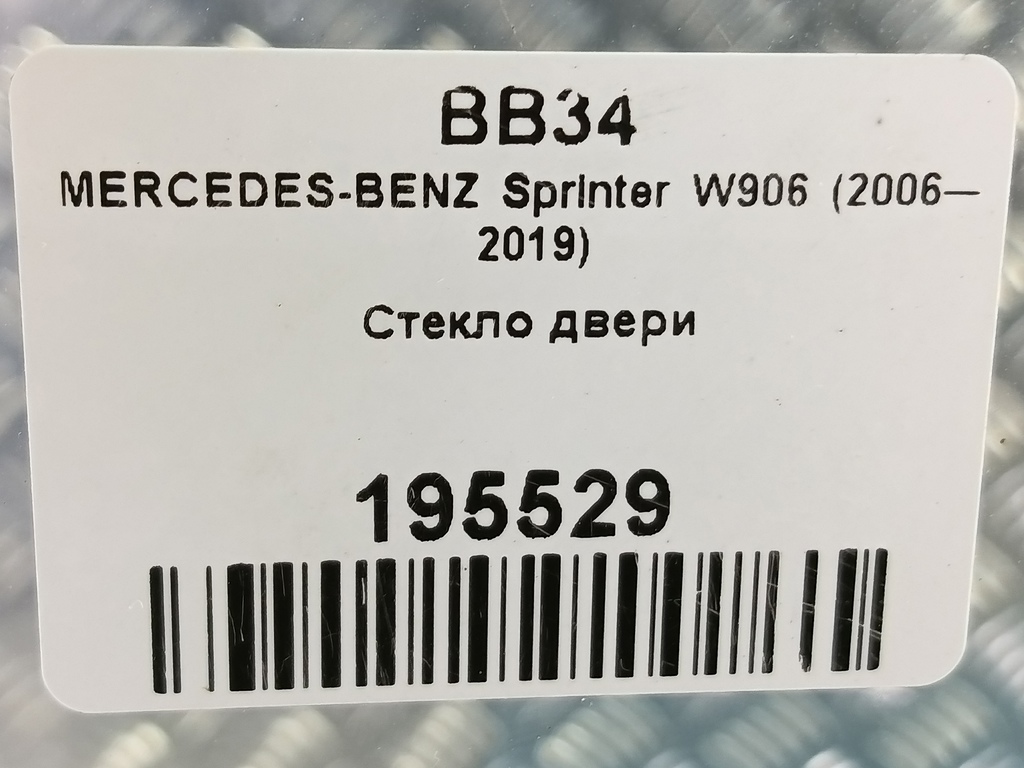 BB34
MERCEDES-BENZ Sprinter W906 (2006—
2019)
Стекло двери
195529